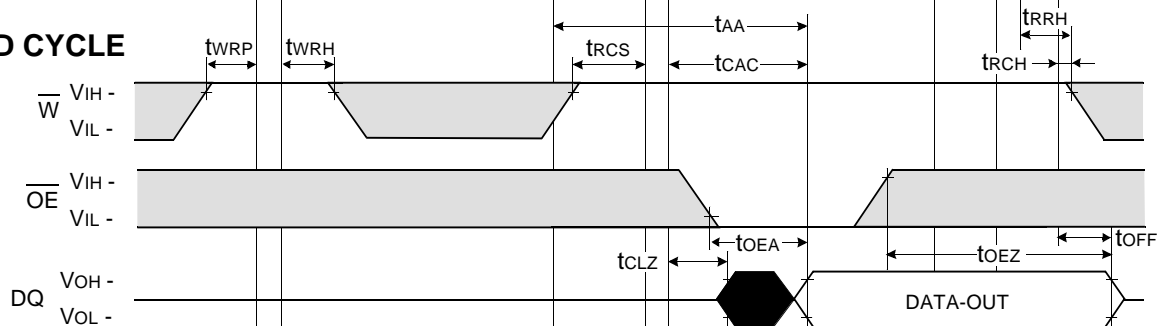 tAA
tRRH
D CYCLE
tWRP
tWRH
tRCS
tCAC
tRCH
W
VIH -
VIL -
OE
VIH -
VIL -
tOEA
tOFF
tCLZ
tOEZ
DQ
VOH -
VOL -
DATA-OUT